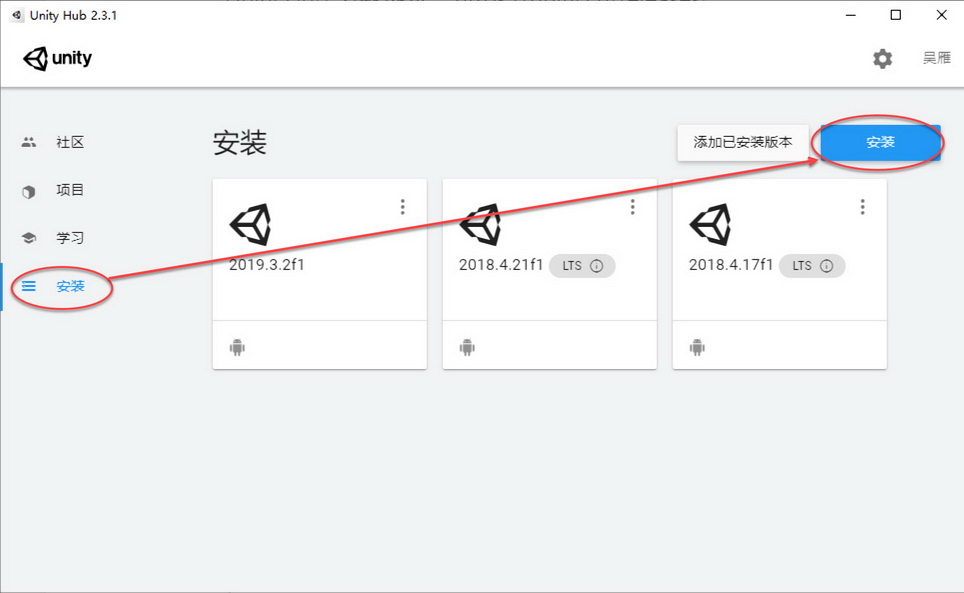 Unity Hub 2.3.1
unity
吴雁
社区
项目
学习
安装
安装
添加已安装版本
安装
2019.3.2f1
2018.4.21f1 LTS
2018.4.17f1 LTS